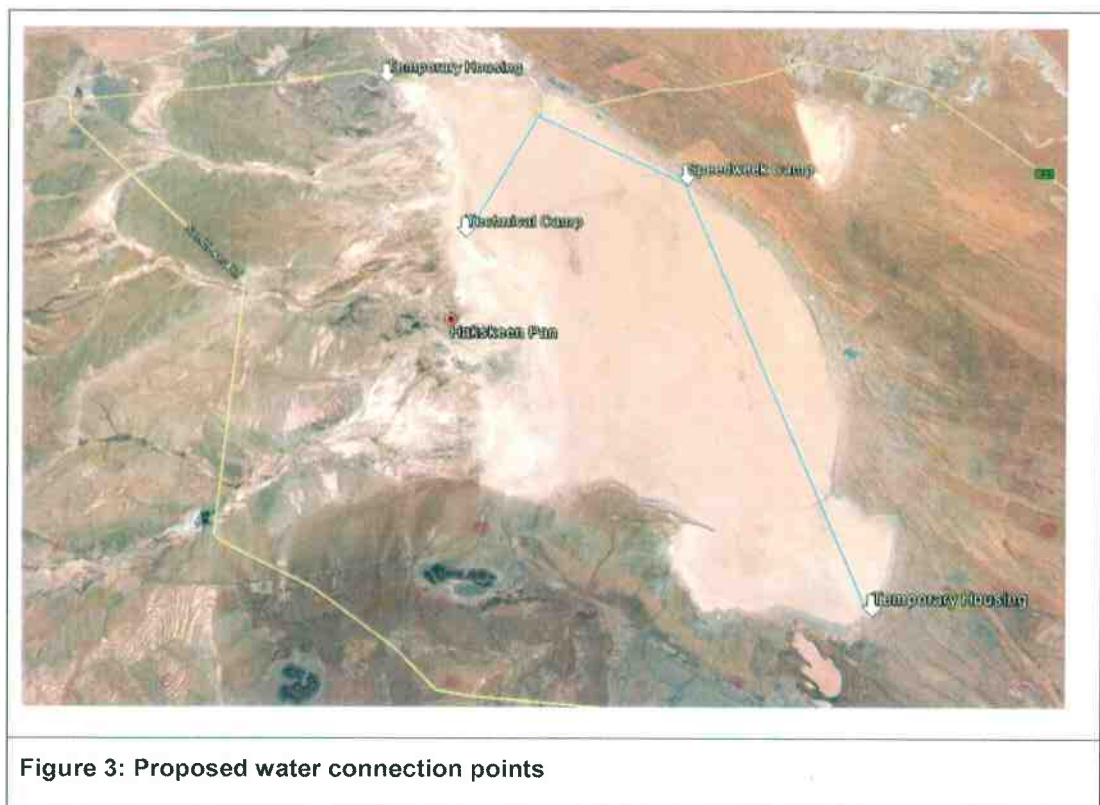 Temporary Housing
Speedweek Camp
Technical Camp
Hakskeen Pan
Temporary Housing
Figure 3: Proposed water connection points